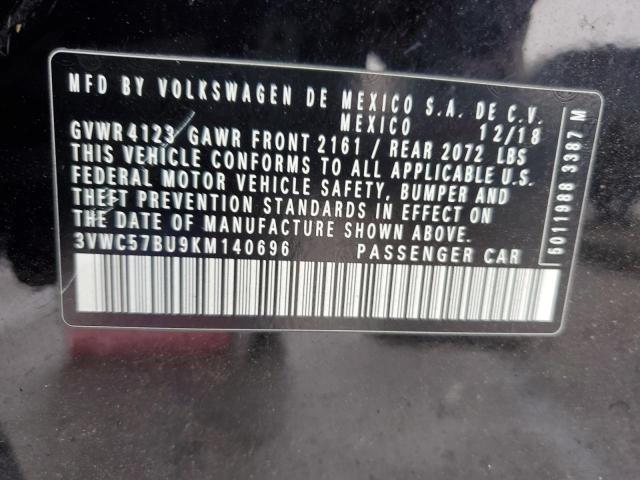 MFD BY VOLKSWAGEN DE MEXICO S.A. DE C.V.
MEXICO 12/18
GVWR 4123 GAWR FRONT 2161 / REAR 2072 LBS
THIS VEHICLE CONFORMS TO ALL APPLICABLE U.S.
FEDERAL MOTOR VEHICLE SAFETY, BUMPER AND
THEFT PREVENTION STANDARDS IN EFFECT ON
THE DATE OF MANUFACTURE SHOWN ABOVE.
3VWC57BU9KM140696 PASSENGER CAR
5011988 3387 M